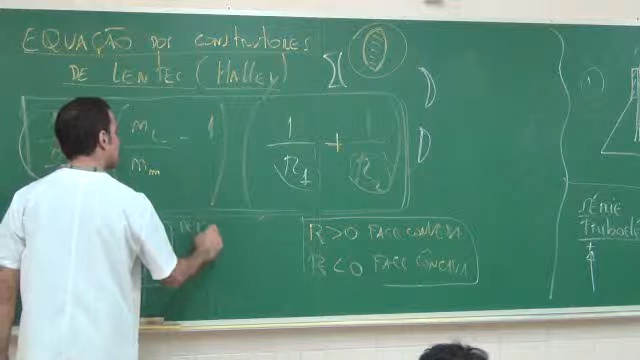 EQUAÇÃO DOS CONSTRUTORES
DE LENTES (HALLEY)
n_L / n_m - 1
1/R_1 + 1/R_2
R>0 FACE CONVEXA
R<0 FACE CÔNCAVA
SÉRIE
+